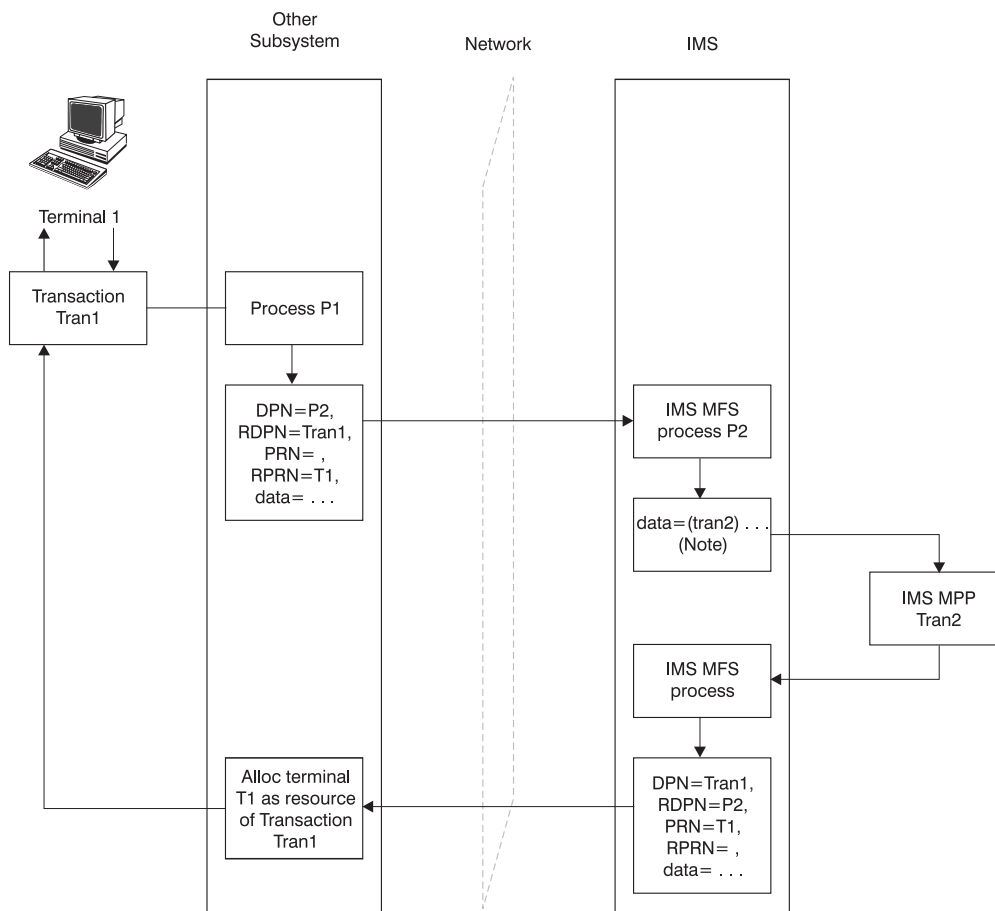 Other
Subsystem
Network
IMS
Terminal 1
Transaction
Tran1
Process P1
DPN=P2,
RDPN=Tran1,
PRN= ,
RPRN=T1,
data= . . .
IMS MFS
process P2
data=(tran2) . . .
(Note)
IMS MPP
Tran2
IMS MFS
process
Alloc terminal
T1 as resource
of Transaction
Tran1
DPN=Tran1,
RDPN=P2,
PRN=T1,
RPRN= ,
data= . . .